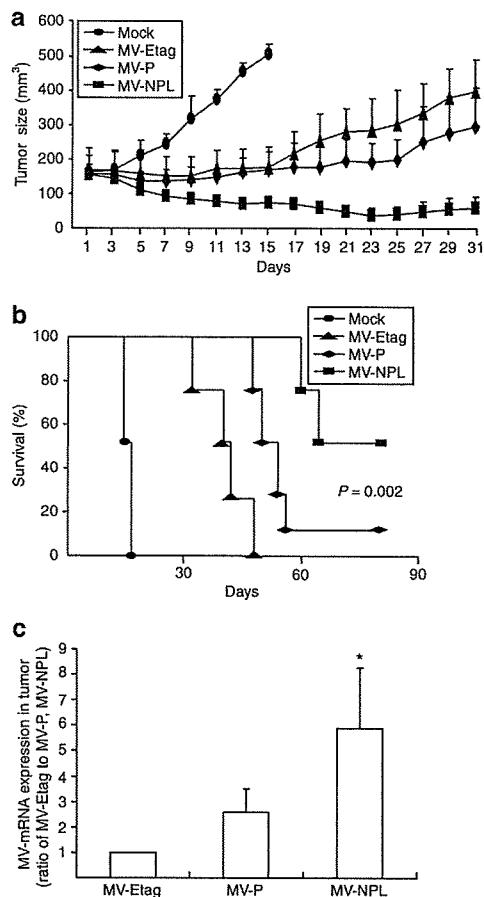 a
Tumor size (mm³)
600
500
400
300
200
100
0
Mock
MV-Etag
MV-P
MV-NPL
1 3 5 7 9 11 13 15 17 19 21 23 25 27 29 31
Days
b
Survival (%)
100
80
60
40
20
0
Mock
MV-Etag
MV-P
MV-NPL
P = 0.002
30 60 90
Days
c
MV-mRNA expression in tumor
(ratio of MV-Etag to MV-P, MV-NPL)
9
8
7
6
5
4
3
2
1
*
MV-Etag MV-P MV-NPL